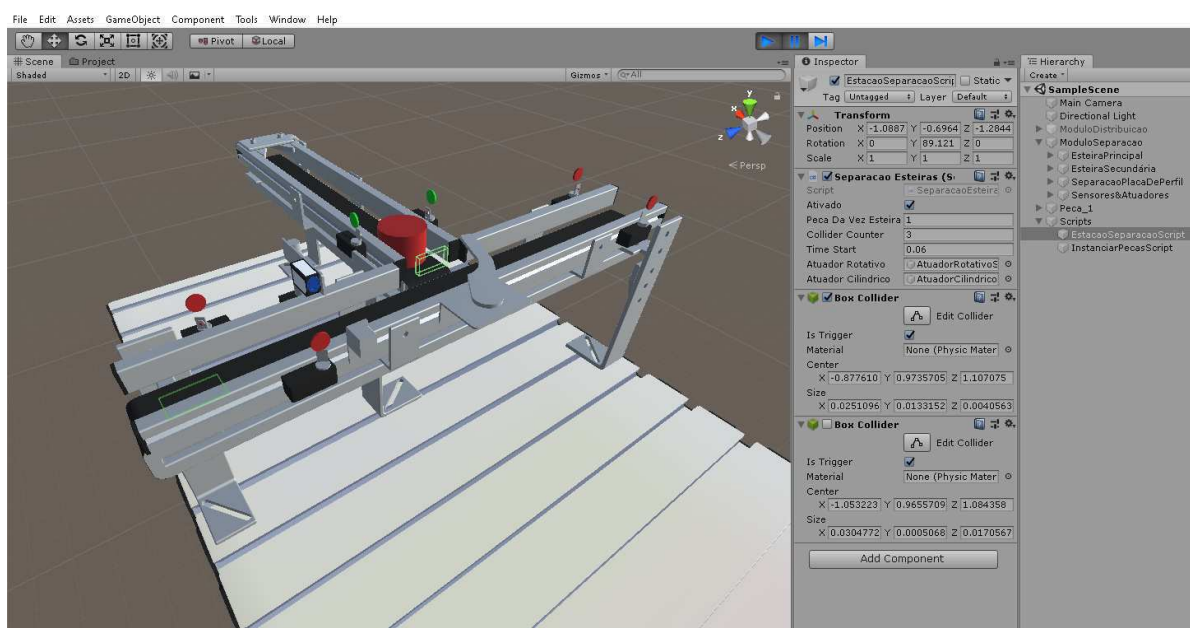 File Edit Assets GameObject Component Tools Window Help
Pivot Local
Scene Project
Shaded 2D Gizmos All
y
x
z
Persp
Inspector
EstacaoSeparacaoScrip Static
Tag Untagged Layer Default
Transform
Position X -1.0887 Y -0.6964 Z -1.2844
Rotation X 0 Y 89.121 Z 0
Scale X 1 Y 1 Z 1
Separacao Esteiras (S
Script SeparacaoEsteira
Ativado
Peca Da Vez Esteira 1
Collider Counter 3
Time Start 0.06
Atuador Rotativo AtuadorRotativoS
Atuador Cilindrico AtuadorCilindrico
Box Collider
Edit Collider
Is Trigger
Material None (Physic Mater
Center
X -0.877610 Y 0.9735705 Z 1.107075
Size
X 0.0251096 Y 0.0133152 Z 0.0040563
Box Collider
Edit Collider
Is Trigger
Material None (Physic Mater
Center
X -1.053223 Y 0.9655709 Z 1.084358
Size
X 0.0304772 Y 0.0005068 Z 0.0170567
Add Component
Hierarchy
Create
SampleScene
Main Camera
Directional Light
ModuloDistribuicao
ModuloSeparacao
EsteiraPrincipal
EsteiraSecundária
SeparacaoPlacaDePerfil
Sensores&Atuadores
Peca_1
Scripts
EstacaoSeparacaoScript
InstanciarPecasScript